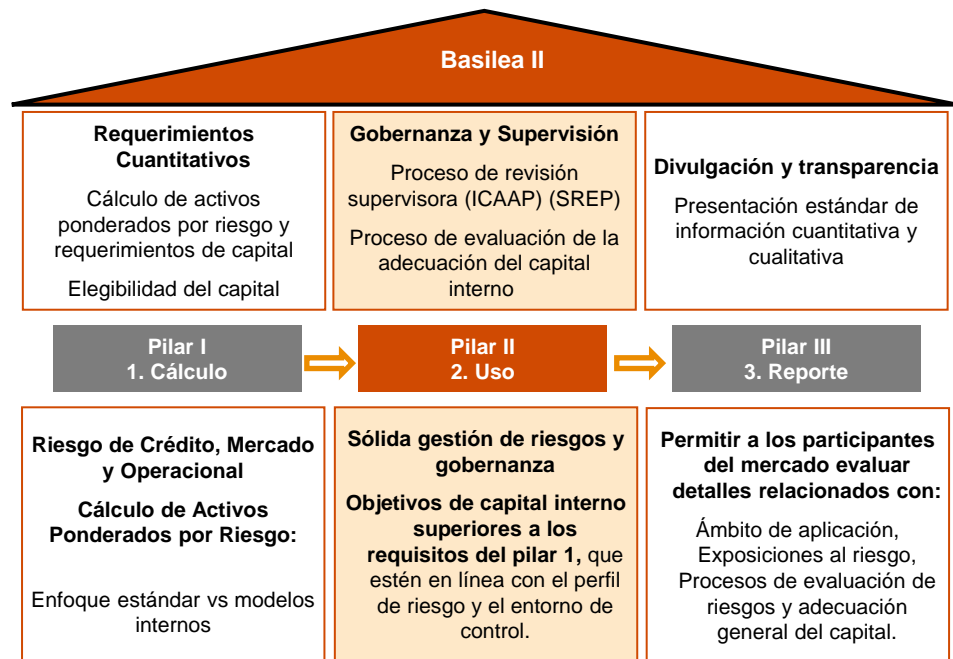 Basilea II
Requerimientos
Cuantitativos
Cálculo de activos
ponderados por riesgo y
requerimientos de capital
Elegibilidad del capital
Gobernanza y Supervisión
Proceso de revisión
supervisora (ICAAP) (SREP)
Proceso de evaluación de la
adecuación del capital
interno
Divulgación y transparencia
Presentación estándar de
información cuantitativa y
cualitativa
Pilar I
1. Cálculo
Pilar II
2. Uso
Pilar III
3. Reporte
Riesgo de Crédito, Mercado
y Operacional
Cálculo de Activos
Ponderados por Riesgo:
Enfoque estándar vs modelos
internos
Sólida gestión de riesgos y
gobernanza
Objetivos de capital interno
superiores a los
requisitos del pilar 1, que
estén en línea con el perfil
de riesgo y el entorno de
control.
Permitir a los participantes
del mercado evaluar
detalles relacionados con:
Ámbito de aplicación,
Exposiciones al riesgo,
Procesos de evaluación de
riesgos y adecuación
general del capital.